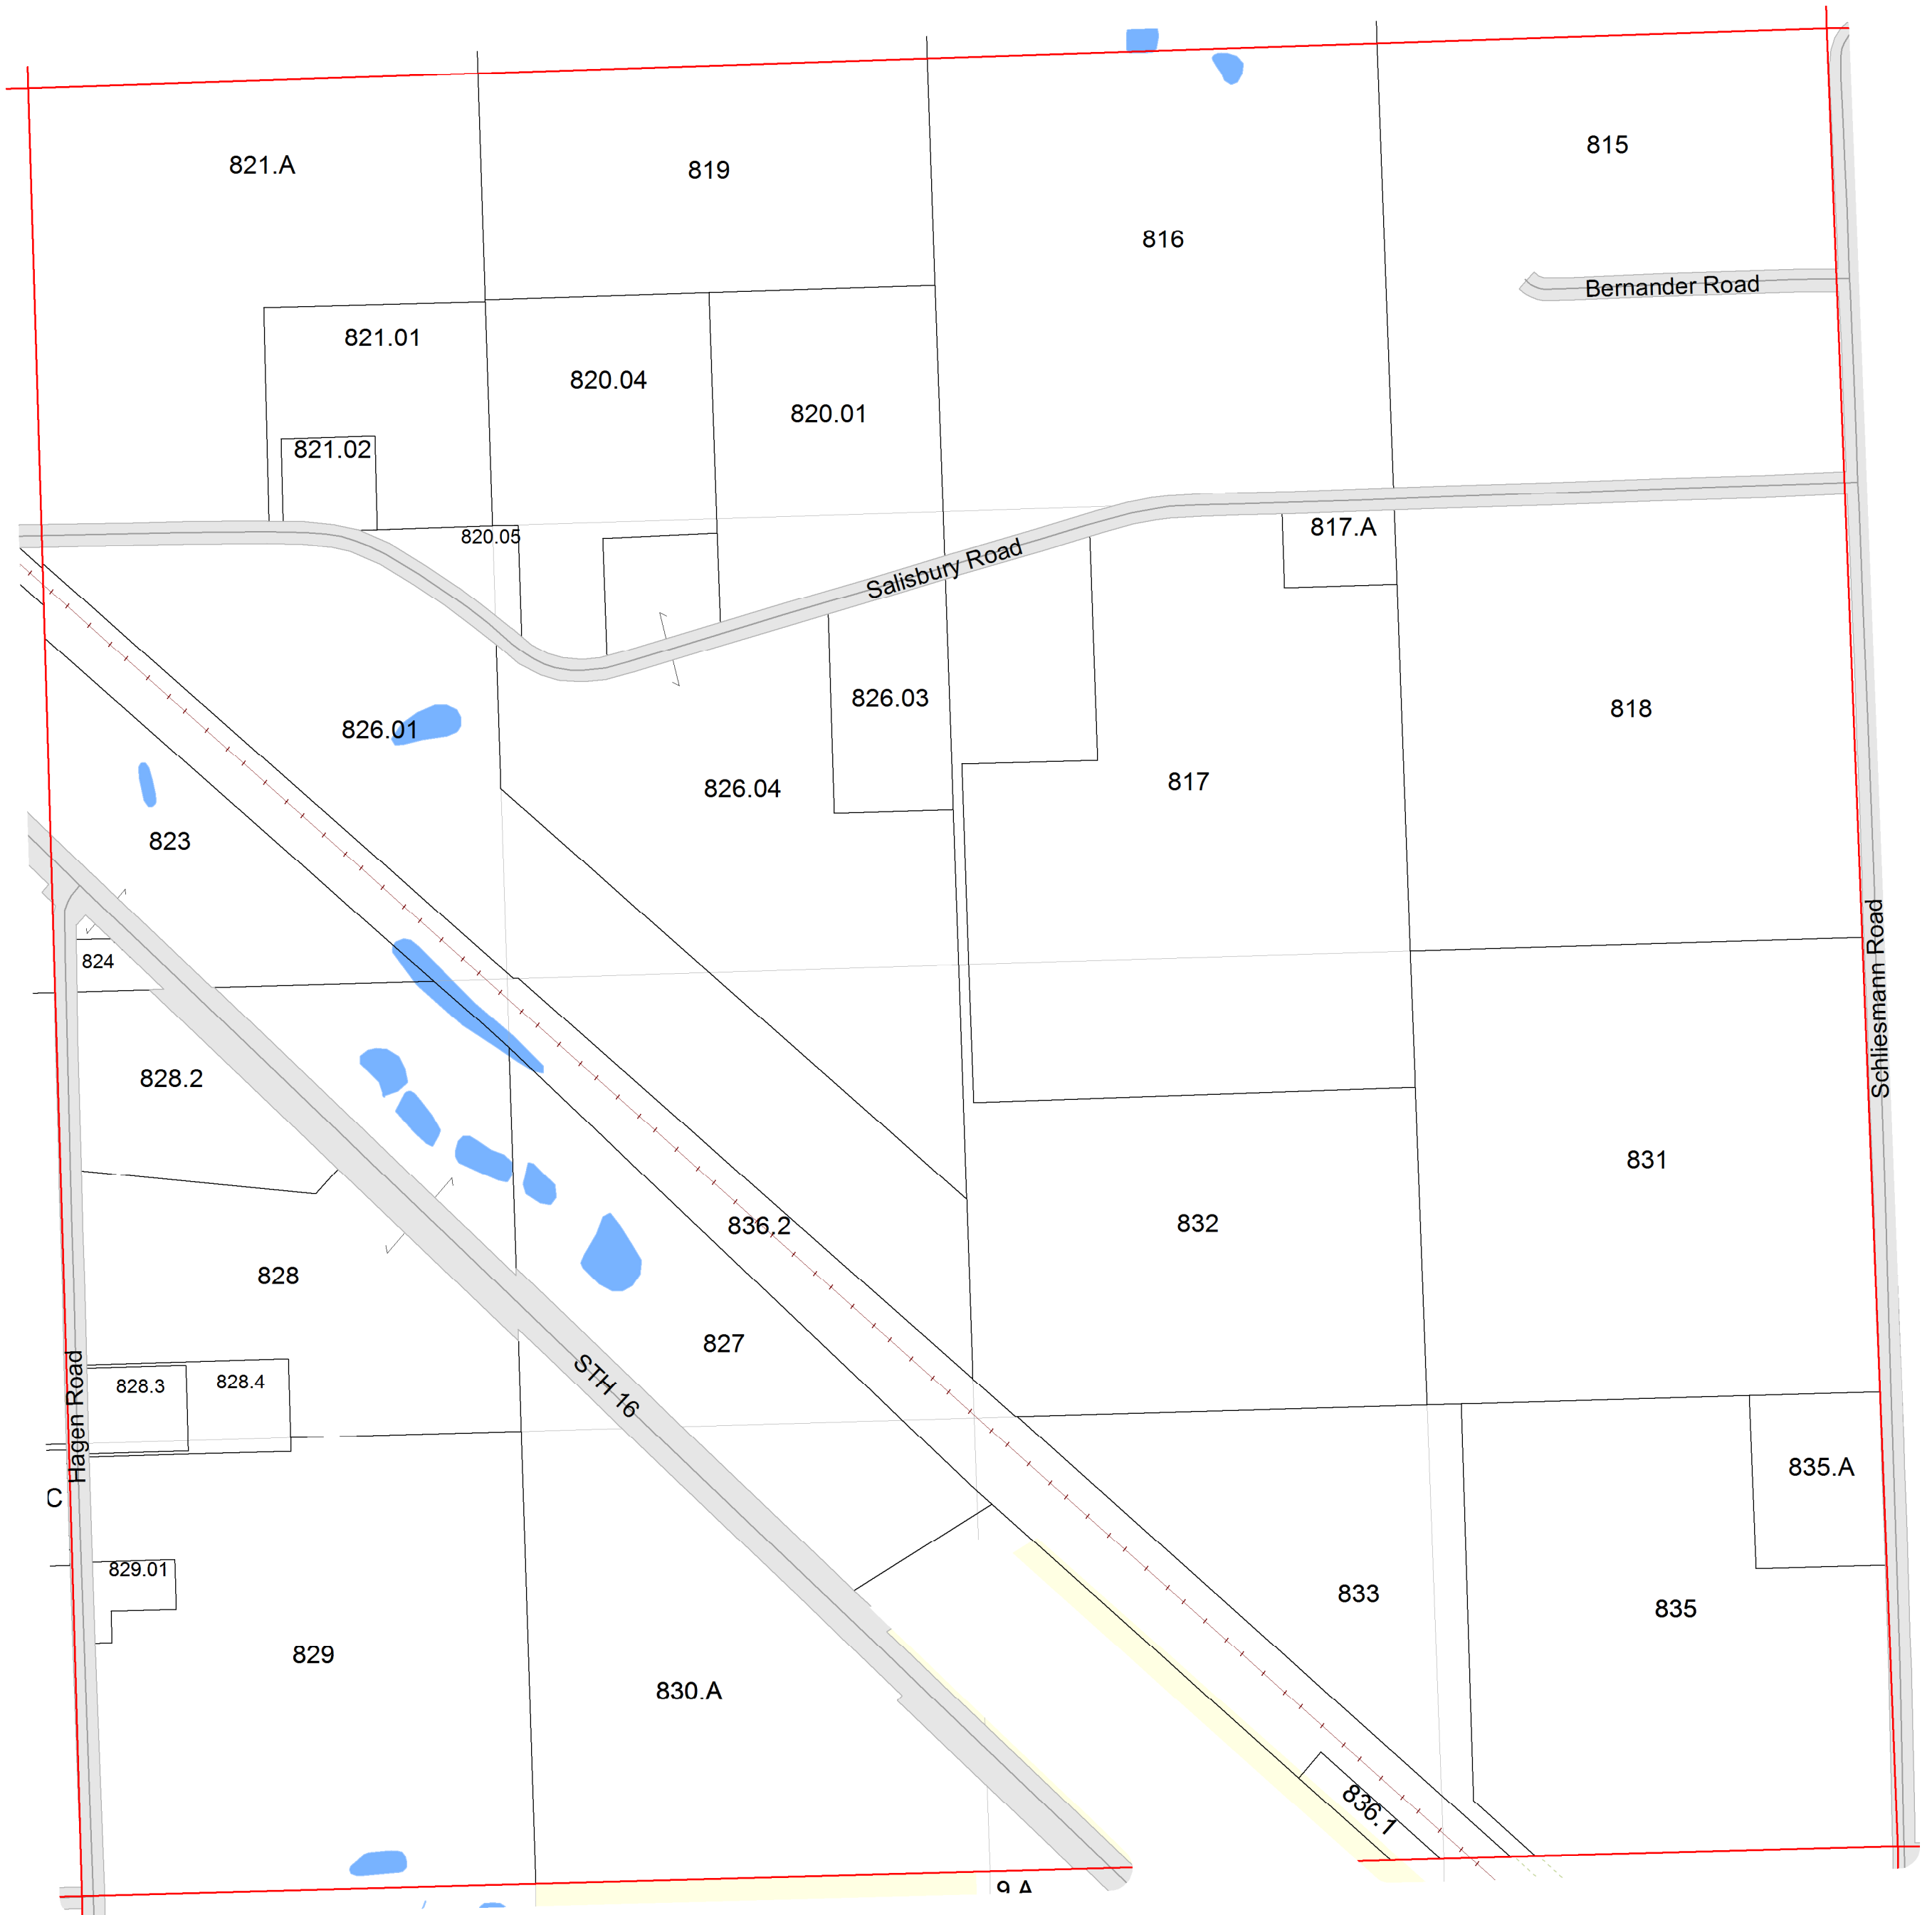 815
821.A
819
816
Bernander Road
821.01
820.04
820.01
821.02
817.A
820.05
Salisbury Road
826.03
818
826.01
817
826.04
823
824
Schliesmann Road
828.2
831
832
836.2
828
827
828.4
828.3
STH 16
Hagen Road
835.A
C
829.01
833
835
829
830.A
836.1
9.A